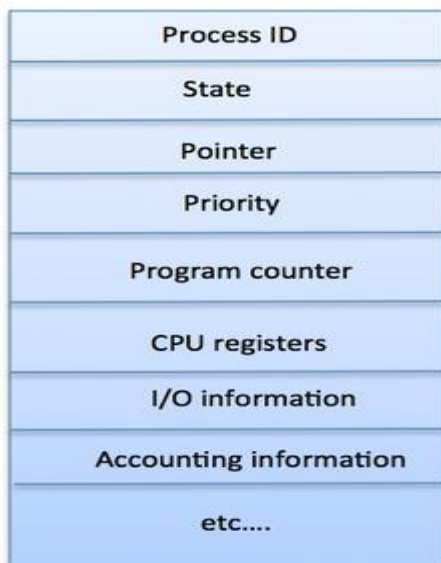 Process ID
State
Pointer
Priority
Program counter
CPU registers
I/O information
Accounting information
etc....